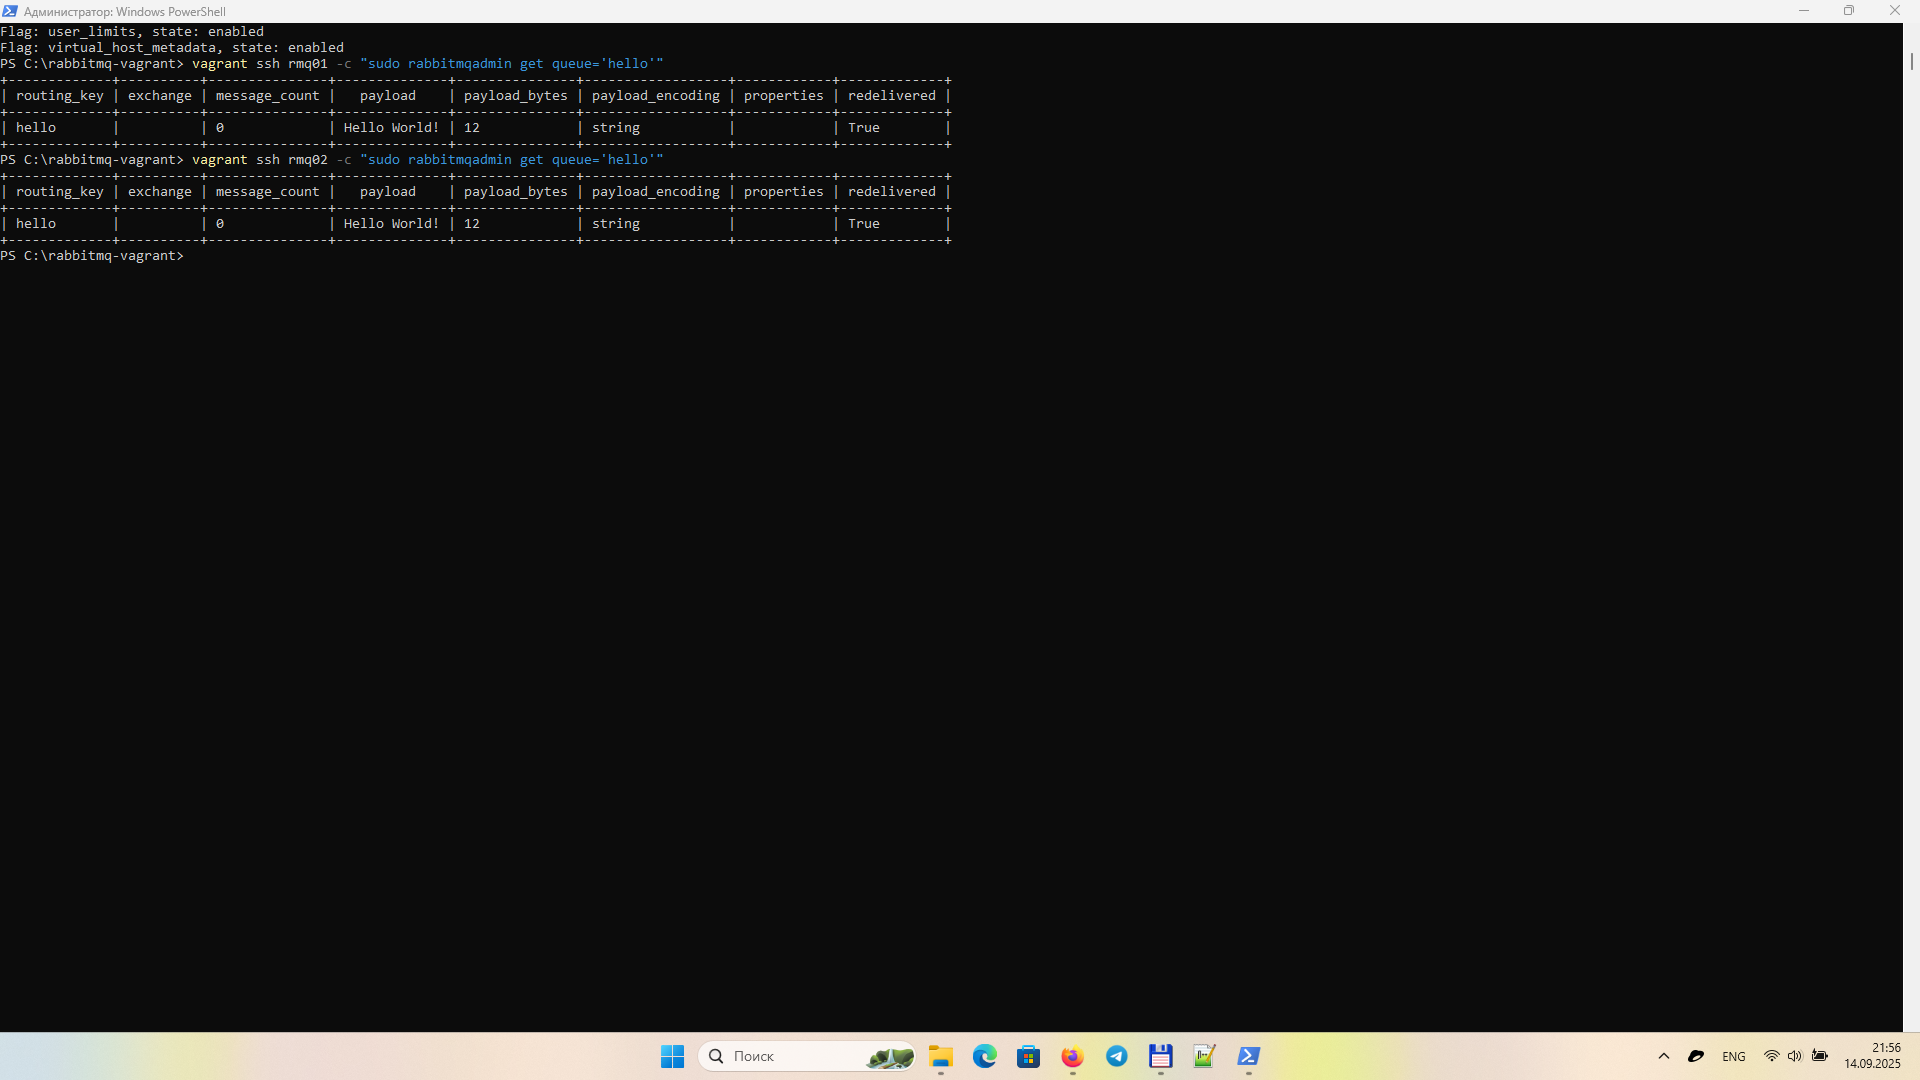 Администратор: Windows PowerShell
Flag: user_limits, state: enabled
Flag: virtual_host_metadata, state: enabled
PS C:\rabbitmq-vagrant> vagrant ssh rmq01 -c "sudo rabbitmqadmin get queue='hello'"
+-------------+----------+---------------+--------------+---------------+------------------+------------+-------------+
| routing_key | exchange | message_count |   payload    | payload_bytes | payload_encoding | properties | redelivered |
+-------------+----------+---------------+--------------+---------------+------------------+------------+-------------+
| hello       |          | 0             | Hello World! | 12            | string           |            | True        |
+-------------+----------+---------------+--------------+---------------+------------------+------------+-------------+
PS C:\rabbitmq-vagrant> vagrant ssh rmq02 -c "sudo rabbitmqadmin get queue='hello'"
+-------------+----------+---------------+--------------+---------------+------------------+------------+-------------+
| routing_key | exchange | message_count |   payload    | payload_bytes | payload_encoding | properties | redelivered |
+-------------+----------+---------------+--------------+---------------+------------------+------------+-------------+
| hello       |          | 0             | Hello World! | 12            | string           |            | True        |
+-------------+----------+---------------+--------------+---------------+------------------+------------+-------------+
PS C:\rabbitmq-vagrant>
Поиск
ENG
21:56
14.09.2025